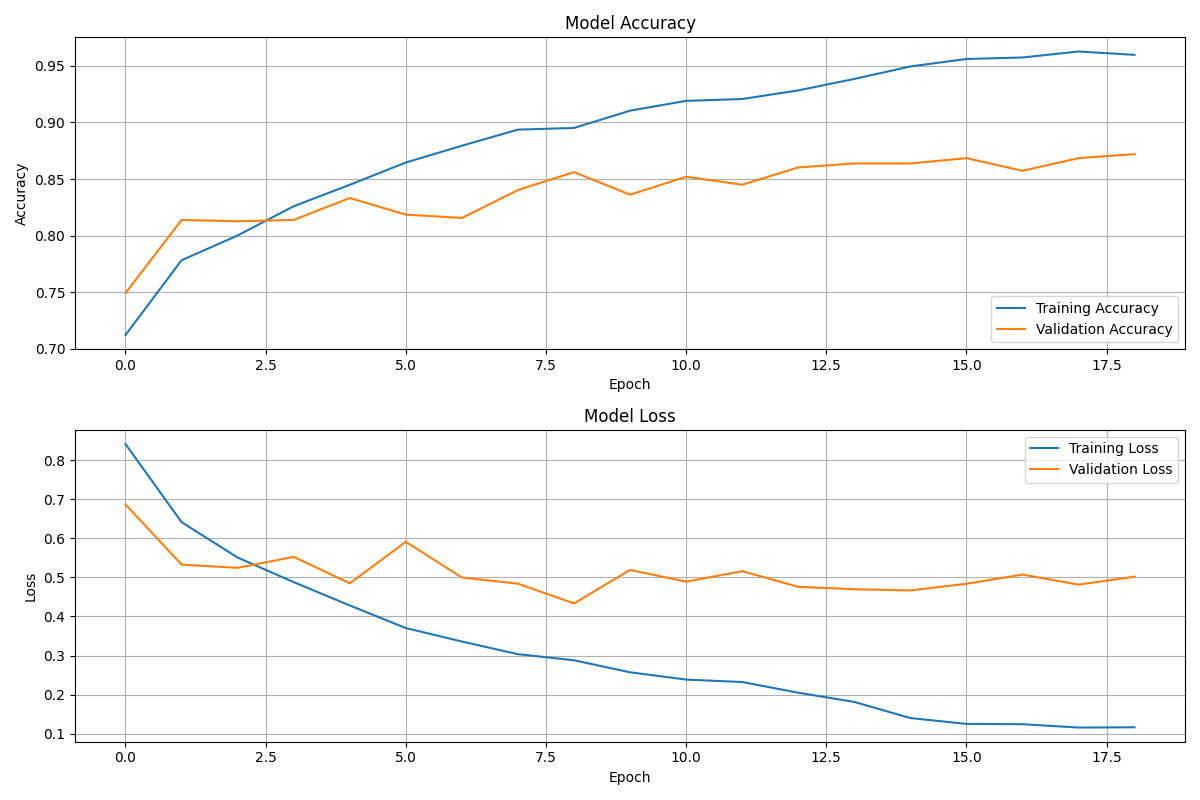 Model Accuracy
0.95
0.90
0.85
0.80
0.75
0.70
Accuracy
Training Accuracy
Validation Accuracy
0.0 2.5 5.0 7.5 10.0 12.5 15.0 17.5
Epoch
Model Loss
0.8
0.7
0.6
0.5
0.4
0.3
0.2
0.1
Loss
Training Loss
Validation Loss
0.0 2.5 5.0 7.5 10.0 12.5 15.0 17.5
Epoch